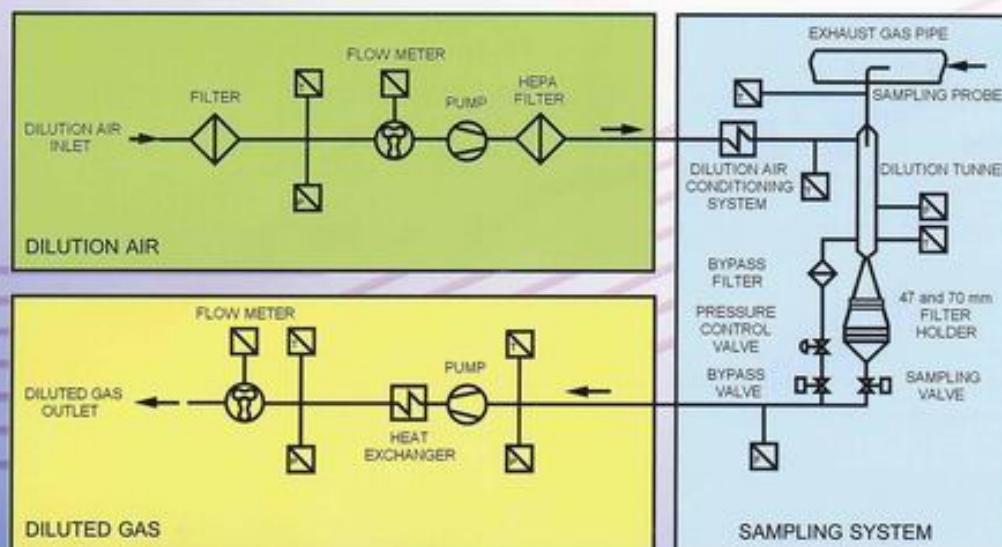 FLOW METER
HEPA
FILTER
FILTER
PUMP
DILUTION AIR
INLET
DILUTION AIR
EXHAUST GAS PIPE
SAMPLING PROBE
DILUTION AIR
CONDITIONING
SYSTEM
DILUTION TUNNE
BYPASS
FILTER
PRESSURE
CONTROL
VALVE
BYPASS
VALVE
47 and 70 mm
FILTER
HOLDER
SAMPLING
VALVE
SAMPLING SYSTEM
FLOW METER
PUMP
DILUTED GAS
OUTLET
HEAT
EXCHANGER
DILUTED GAS